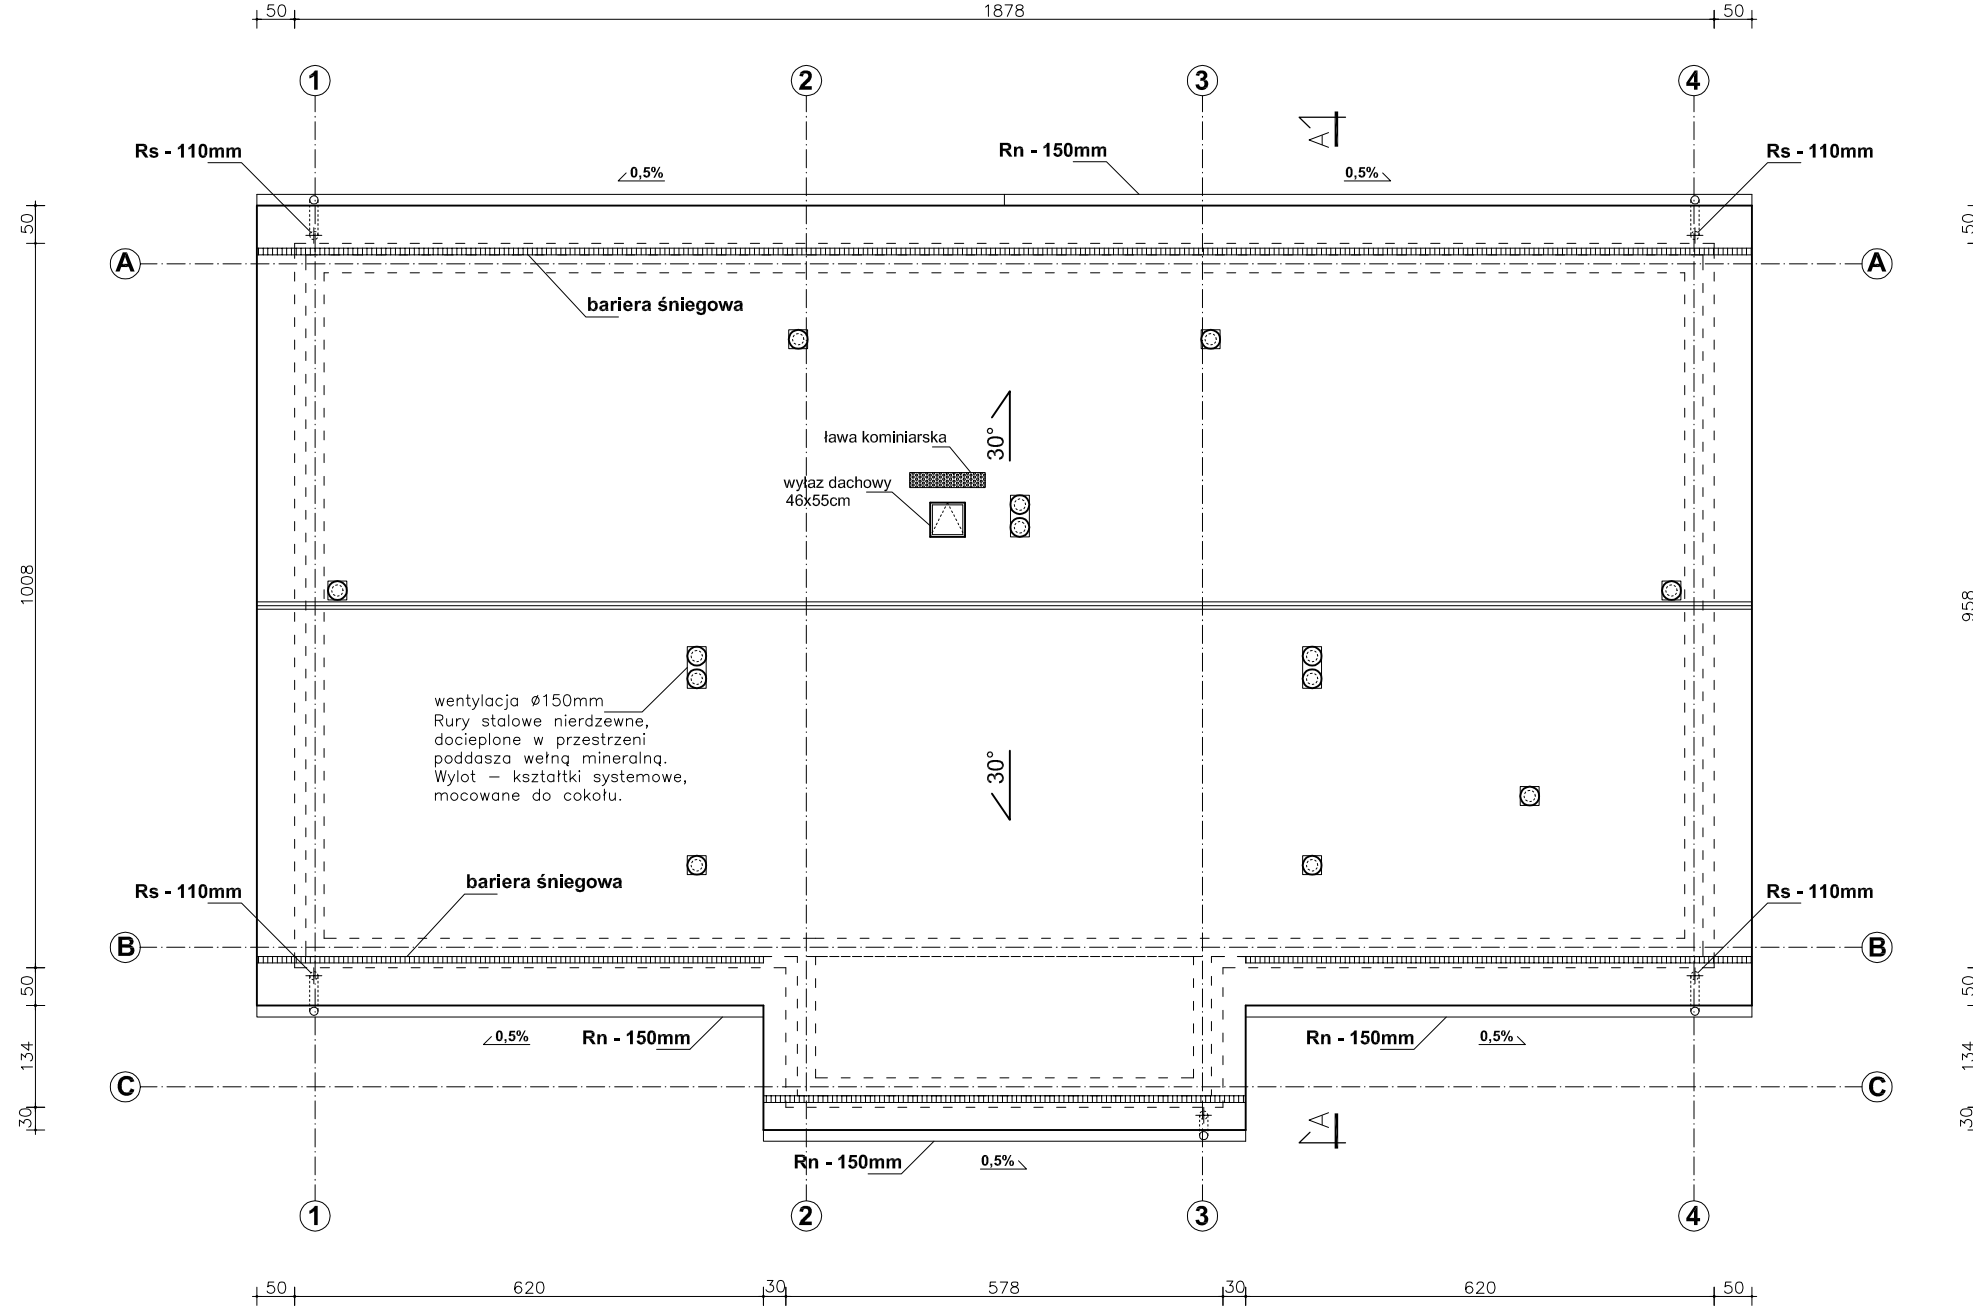 50 1878 50
1 2 3 4
A1
Rs - 110mm Rn - 150mm Rs - 110mm
0,5% 0,5%
50 50
A A
bariera śniegowa
30°
ława kominiarska
wyłaz dachowy
46x55cm
1008 958
wentylacja ø150mm
Rury stalowe nierdzewne,
docieplone w przestrzeni
poddasza wełną mineralną.
Wylot – kształtki systemowe,
mocowane do cokołu.
30°
bariera śniegowa
Rs - 110mm Rs - 110mm
B B
50 50
0,5% Rn - 150mm Rn - 150mm 0,5%
134 134
C C
30 30
A1
Rn - 150mm 0,5%
1 2 3 4
50 620 30 578 30 620 50